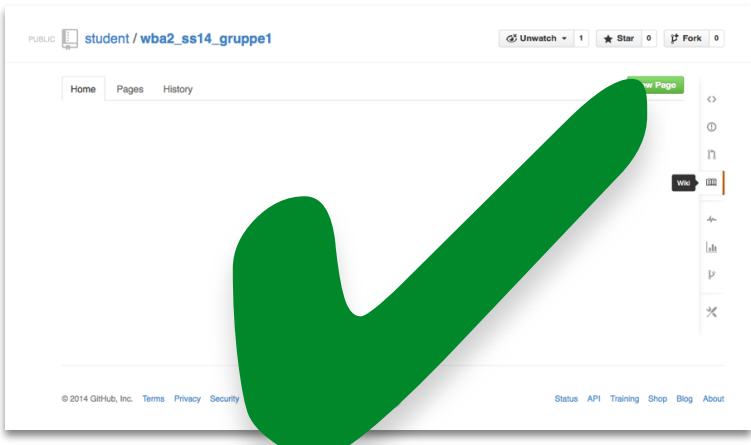 PUBLIC student / wba2_ss14_gruppe1 Unwatch 1 Star 0 Fork 0
Home Pages History Page
Wiki
© 2014 GitHub, Inc. Terms Privacy Security Status API Training Shop Blog About